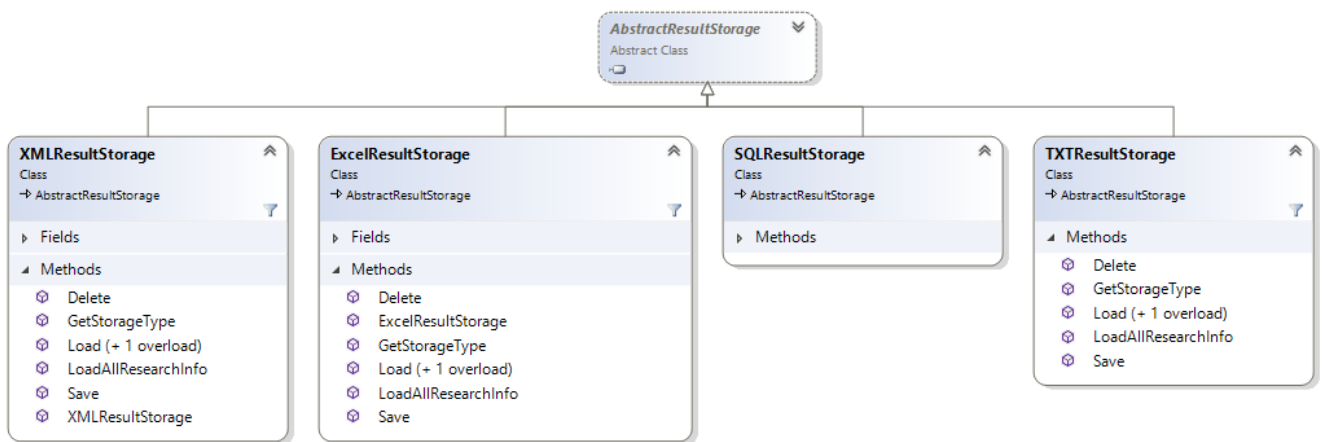 AbstractResultStorage
Abstract Class
XMLResultStorage
Class
AbstractResultStorage
Fields
Methods
Delete
GetStorageType
Load (+ 1 overload)
LoadAllResearchInfo
Save
XMLResultStorage
ExcelResultStorage
Class
AbstractResultStorage
Fields
Methods
Delete
ExcelResultStorage
GetStorageType
Load (+ 1 overload)
LoadAllResearchInfo
Save
SQLResultStorage
Class
AbstractResultStorage
Methods
TXTResultStorage
Class
AbstractResultStorage
Methods
Delete
GetStorageType
Load (+ 1 overload)
LoadAllResearchInfo
Save